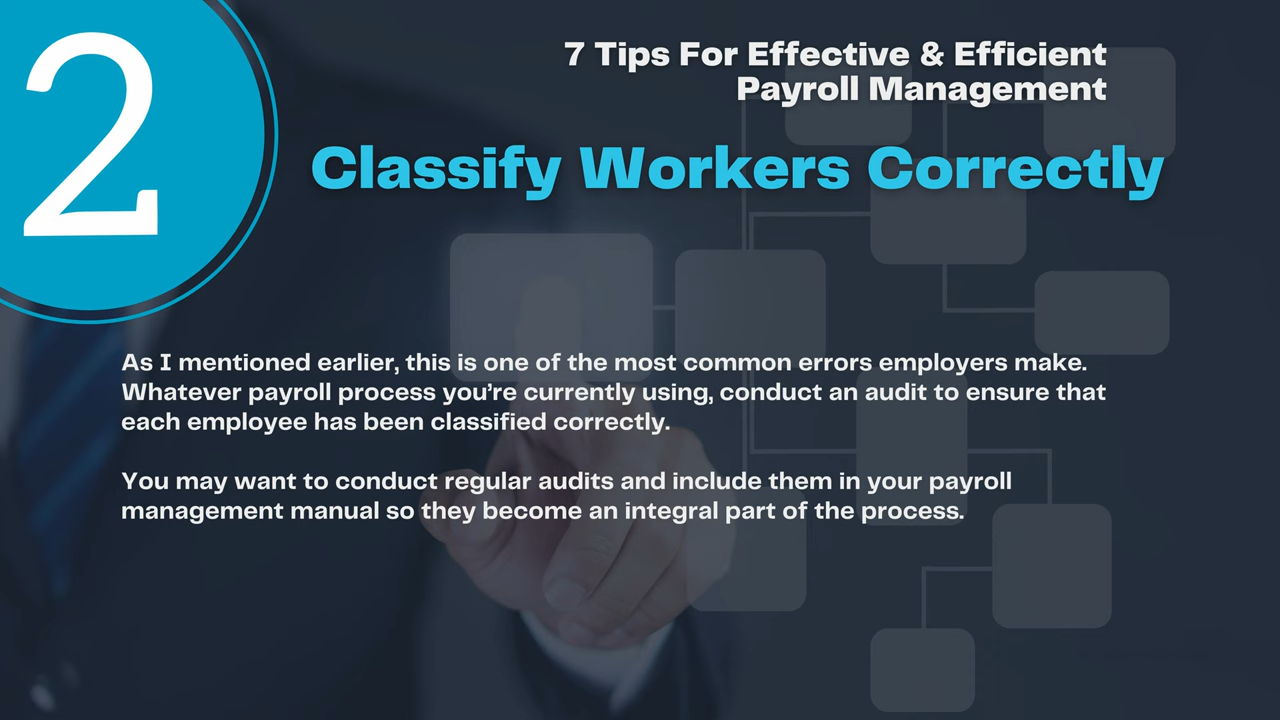 2
7 Tips For Effective & Efficient
Payroll Management
Classify Workers Correctly
As I mentioned earlier, this is one of the most common errors employers make.
Whatever payroll process you’re currently using, conduct an audit to ensure that
each employee has been classified correctly.
You may want to conduct regular audits and include them in your payroll
management manual so they become an integral part of the process.